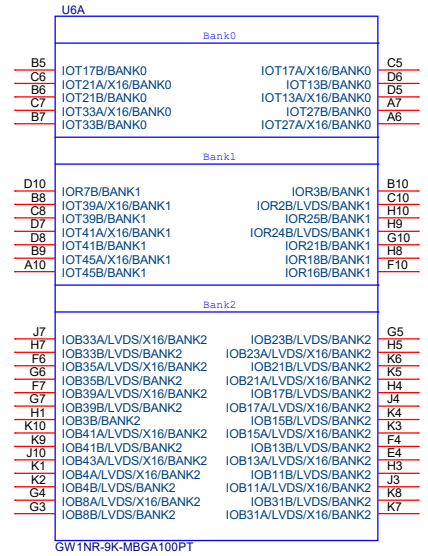 U6A
Bank0
B5 IOT17B/BANK0 IOT17A/X16/BANK0 C5
C6 IOT21A/X16/BANK0 IOT13B/BANK0 D6
B6 IOT21B/BANK0 IOT13A/X16/BANK0 D5
C7 IOT33A/X16/BANK0 IOT27B/BANK0 A7
B7 IOT33B/BANK0 IOT27A/X16/BANK0 A6
Bank1
D10 IOR7B/BANK1 IOR3B/BANK1 B10
B8 IOT39A/X16/BANK1 IOR2B/LVDS/BANK1 C10
C8 IOT39B/BANK1 IOR25B/BANK1 H10
D7 IOT41A/X16/BANK1 IOR24B/LVDS/BANK1 H9
D8 IOT41B/BANK1 IOR21B/BANK1 G10
B9 IOT45A/X16/BANK1 IOR18B/BANK1 H8
A10 IOT45B/BANK1 IOR16B/BANK1 F10
Bank2
J7 IOB33A/LVDS/X16/BANK2 IOB23B/LVDS/BANK2 G5
H7 IOB33B/LVDS/BANK2 IOB23A/LVDS/X16/BANK2 H5
F6 IOB35A/LVDS/X16/BANK2 IOB21B/LVDS/BANK2 K6
G6 IOB35B/LVDS/BANK2 IOB21A/LVDS/X16/BANK2 K5
F7 IOB39A/LVDS/X16/BANK2 IOB17B/LVDS/BANK2 H4
G7 IOB39B/LVDS/BANK2 IOB17A/LVDS/X16/BANK2 J4
H1 IOB3B/BANK2 IOB15B/LVDS/BANK2 K4
K10 IOB41A/LVDS/X16/BANK2 IOB15A/LVDS/X16/BANK2 K3
K9 IOB41B/LVDS/BANK2 IOB13B/LVDS/BANK2 F4
J10 IOB43A/LVDS/X16/BANK2 IOB13A/LVDS/X16/BANK2 E4
K1 IOB4A/LVDS/X16/BANK2 IOB11B/LVDS/BANK2 H3
K2 IOB4B/LVDS/BANK2 IOB11A/LVDS/X16/BANK2 J3
G4 IOB8A/LVDS/X16/BANK2 IOB31B/LVDS/BANK2 K8
G3 IOB8B/LVDS/BANK2 IOB31A/LVDS/X16/BANK2 K7
GW1NR-9K-MBGA100PT